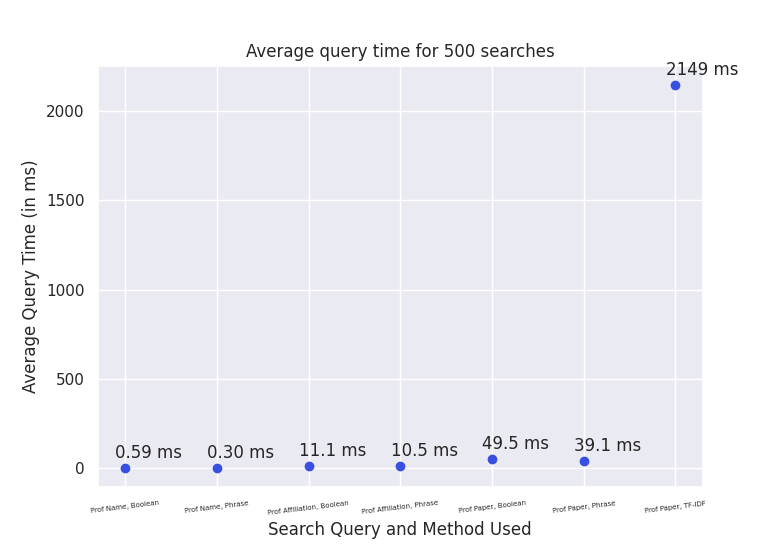 Average query time for 500 searches
2149 ms
2000
1500
1000
500
0
Average Query Time (in ms)
0.59 ms
0.30 ms
11.1 ms
10.5 ms
49.5 ms
39.1 ms
Prof Name, Boolean
Prof Name, Phrase
Prof Affiliation, Boolean
Prof Affiliation, Phrase
Prof Paper, Boolean
Prof Paper, Phrase
Prof Paper, TF-IDF
Search Query and Method Used